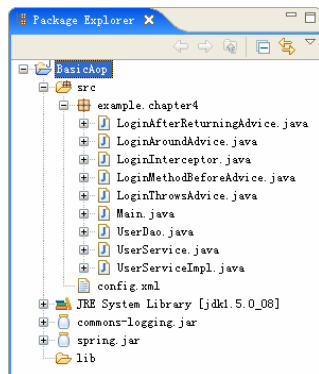 Package Explorer
BasicAop
src
example.chapter4
LoginAfterReturningAdvice.java
LoginAroundAdvice.java
LoginInterceptor.java
LoginMethodBeforeAdvice.java
LoginThrowsAdvice.java
Main.java
UserDao.java
UserService.java
UserServiceImpl.java
config.xml
JRE System Library [jdk1.5.0_08]
commons-logging.jar
spring.jar
lib